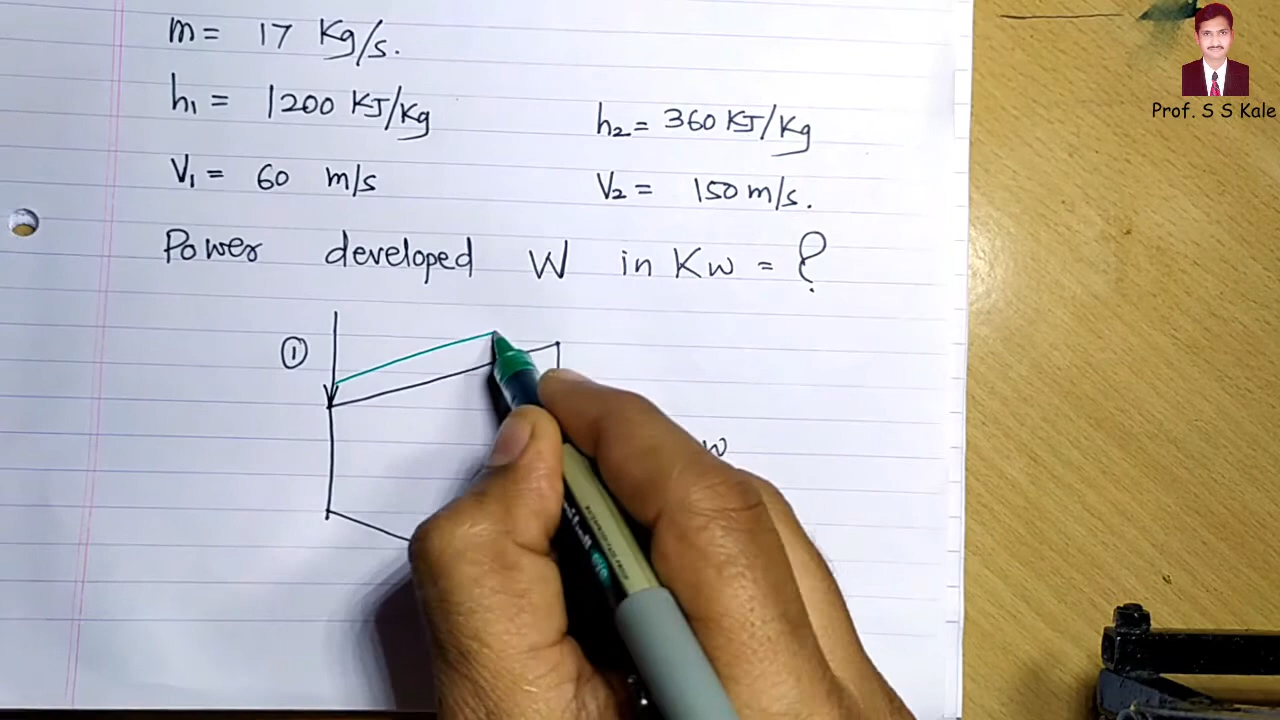 m = 17 Kg/s.
h1 = 1200 KJ/Kg
h2 = 360 KJ/Kg
V1 = 60 m/s
V2 = 150 m/s.
Power developed W in Kw = ?
①
w
Prof. S S Kale